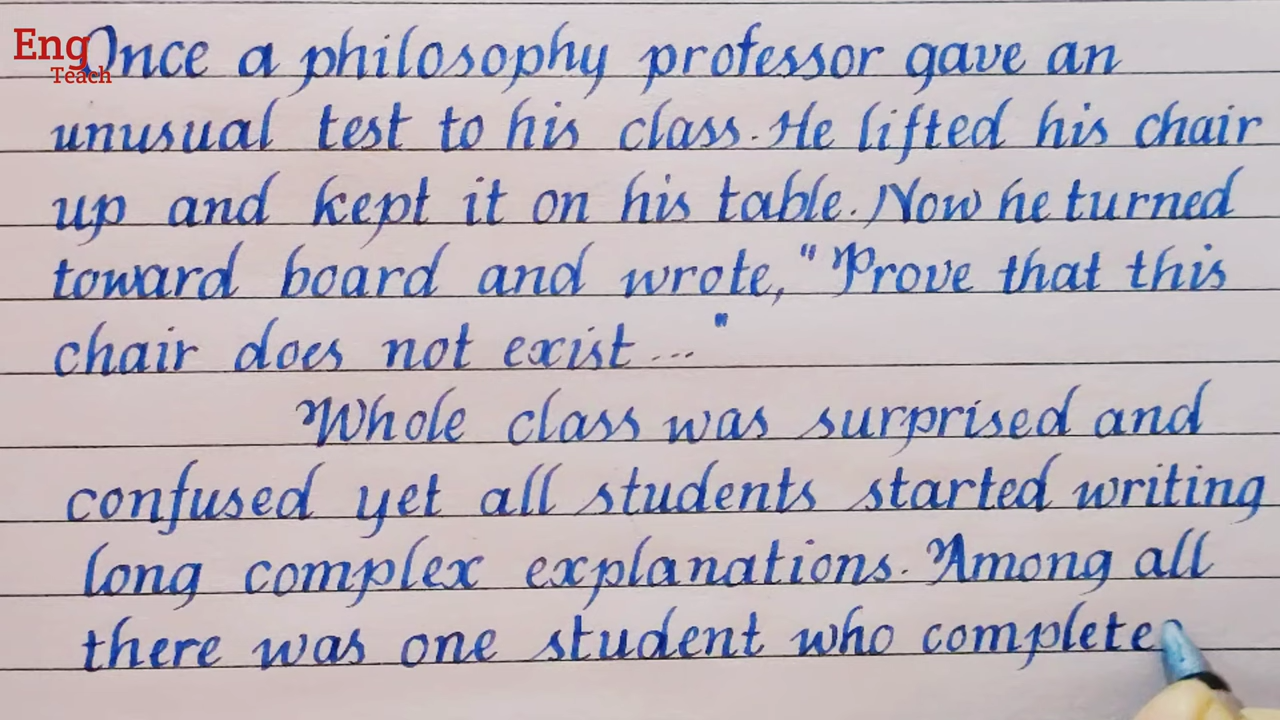 Eng
Teach
Once a philosophy professor gave an
unusual test to his class. He lifted his chair
up and kept it on his table. Now he turned
toward board and wrote, "Prove that this
chair does not exist... "
Whole class was surprised and
confused yet all students started writing
long complex explanations. Among all
there was one student who complete